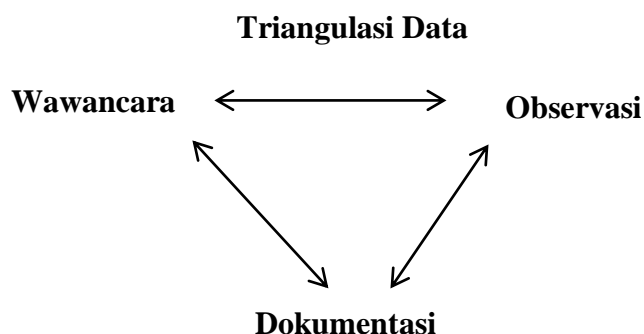 Triangulasi Data
Wawancara
Observasi
Dokumentasi